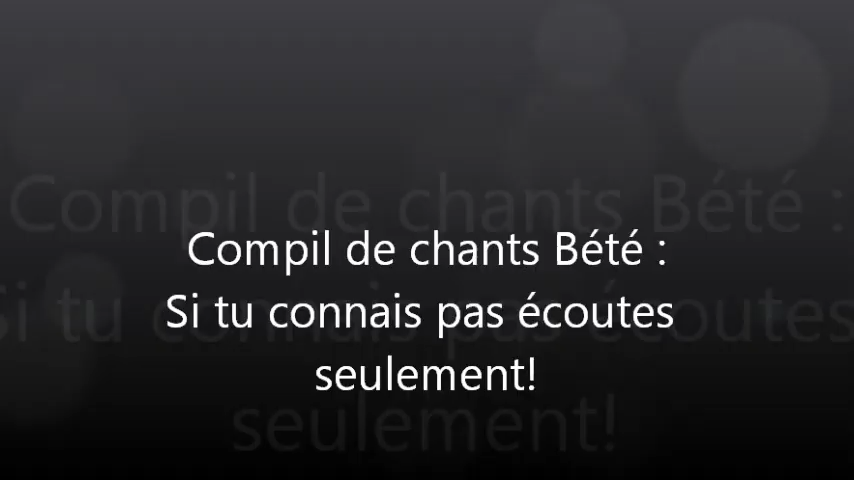 Compil de chants Bété :
Si tu connais pas écoutes
seulement!